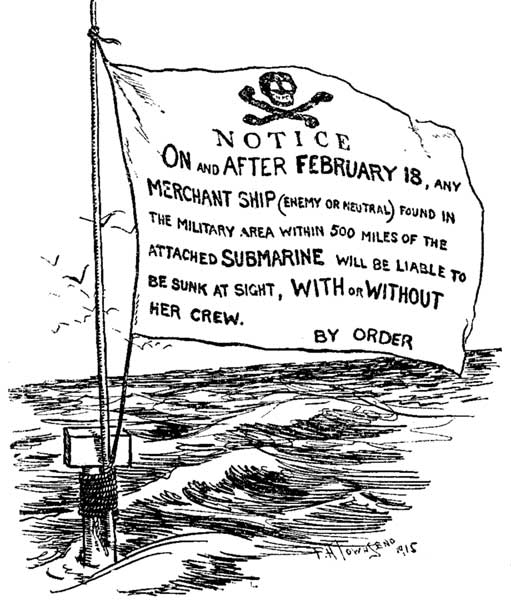 NOTICE
ON AND AFTER FEBRUARY 18, ANY
MERCHANT SHIP (ENEMY OR NEUTRAL) FOUND IN
THE MILITARY AREA WITHIN 500 MILES OF THE
ATTACHED SUBMARINE WILL BE LIABLE TO
BE SUNK AT SIGHT, WITH OR WITHOUT
HER CREW.
BY ORDER
F.H.TOWNSEND 1915